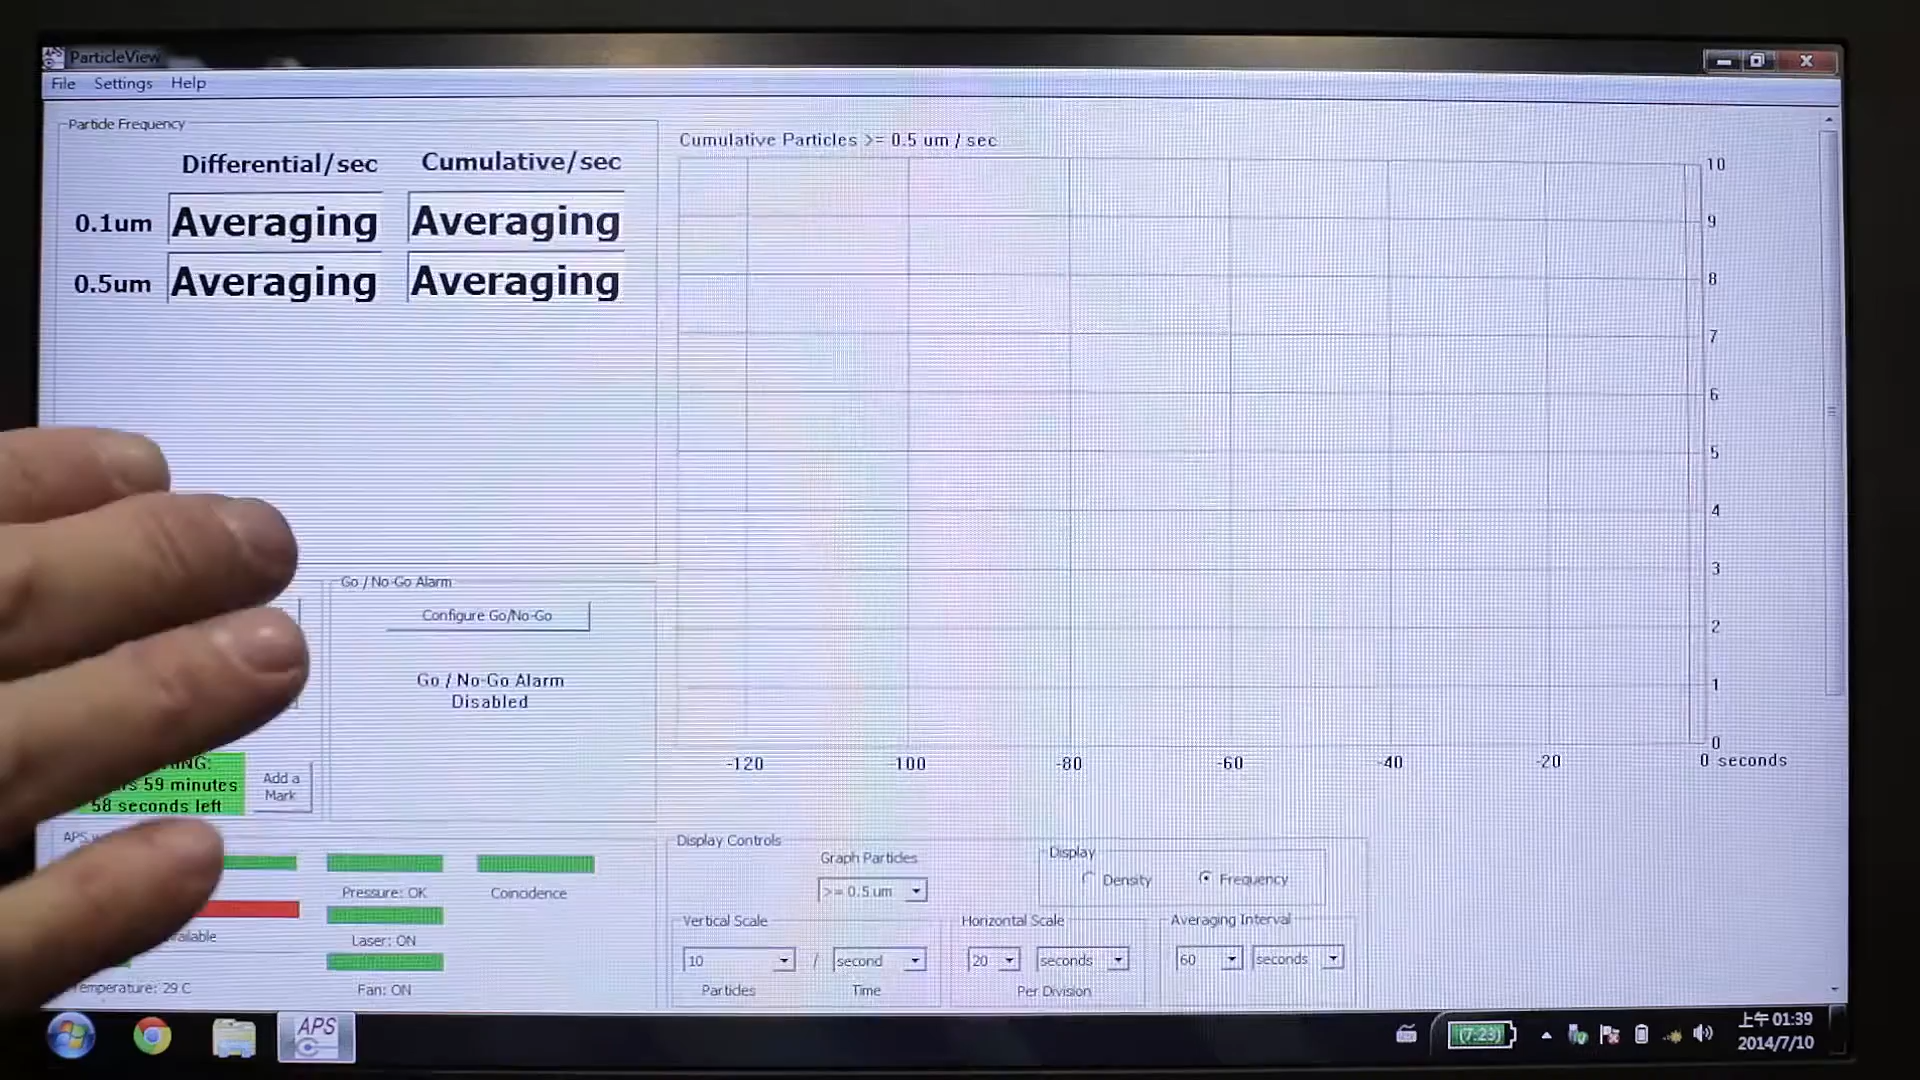 ParticleView
File Settings Help
Particle Frequency
Differential/sec Cumulative/sec
0.1um Averaging Averaging
0.5um Averaging Averaging
Cumulative Particles >= 0.5 um / sec
10
9
8
7
6
5
4
3
2
1
0
-120 -100 -80 -60 -40 -20 0 seconds
Go / No-Go Alarm
Configure Go/No-Go
Go / No-Go Alarm
Disabled
59 minutes
58 seconds left
Add a
Mark
APS
Pressure: OK
Coincidence
Laser: ON
Temperature: 29 C
Fan: ON
Display Controls
Graph Particles
>= 0.5 um
Display
Density Frequency
Vertical Scale
10 / second
Particles Time
Horizontal Scale
20 seconds
Per Division
Averaging Interval
60 seconds
APS
(7:23)
上午 01:39
2014/7/10